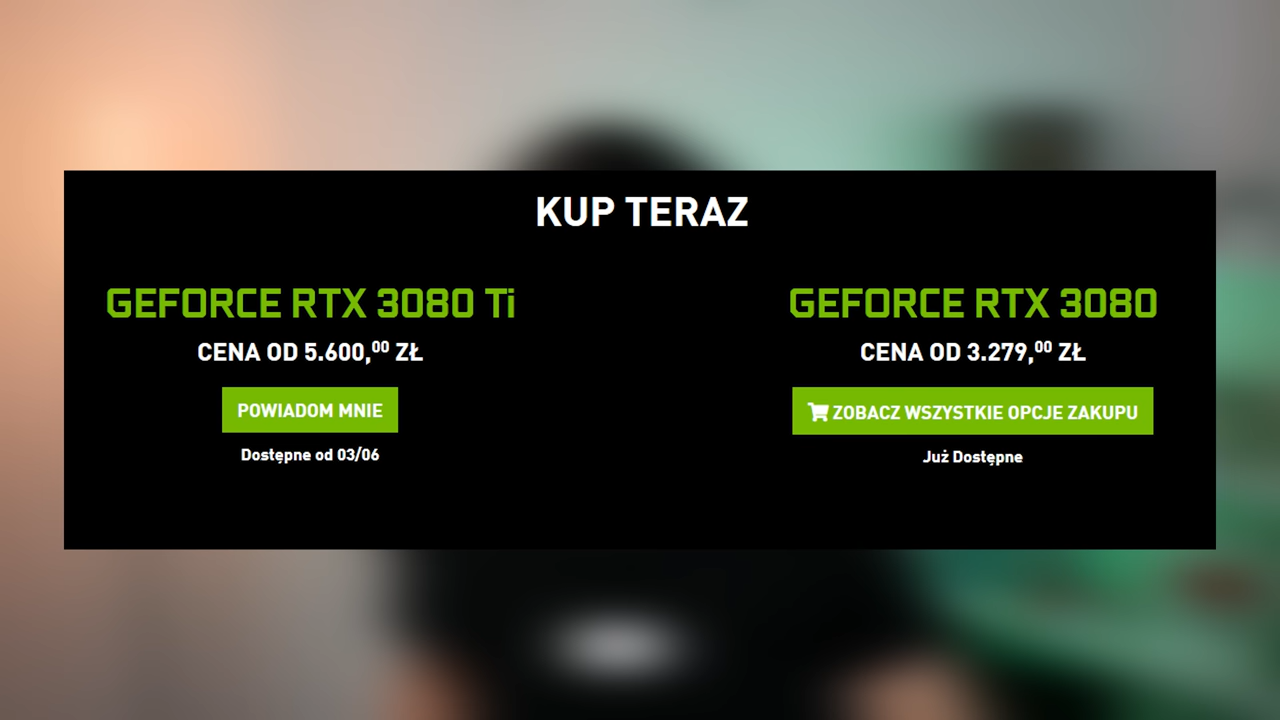 KUP TERAZ
GEFORCE RTX 3080 Ti
CENA OD 5.600,00 ZŁ
POWIADOM MNIE
Dostępne od 03/06
GEFORCE RTX 3080
CENA OD 3.279,00 ZŁ
ZOBACZ WSZYSTKIE OPCJE ZAKUPU
Już Dostępne